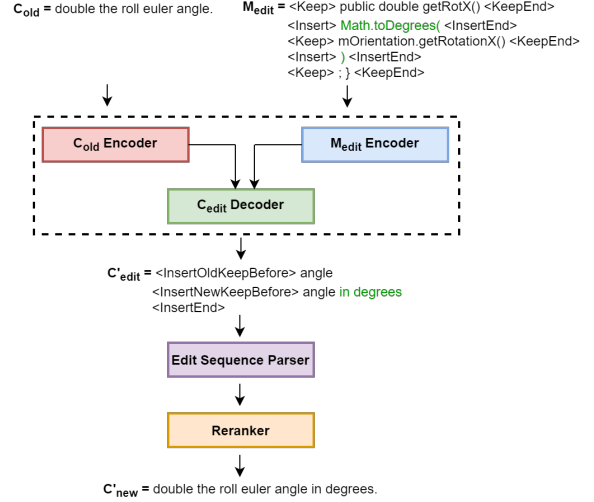 C_old = double the roll euler angle.
M_edit = <Keep> public double getRotX() <KeepEnd>
<Insert> Math.toDegrees( <InsertEnd>
<Keep> mOrientation.getRotationX() <KeepEnd>
<Insert> ) <InsertEnd>
<Keep> ; } <KeepEnd>
C_old Encoder
M_edit Encoder
C_edit Decoder
C'_edit = <InsertOldKeepBefore> angle
<InsertNewKeepBefore> angle in degrees
<InsertEnd>
Edit Sequence Parser
Reranker
C'_new = double the roll euler angle in degrees.